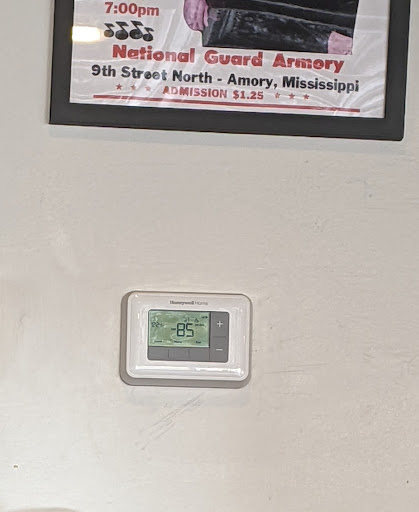 7:00pm
National Guard Armory
9th Street North - Amory, Mississippi
ADMISSION $1.25
Honeywell Home
85
+
−